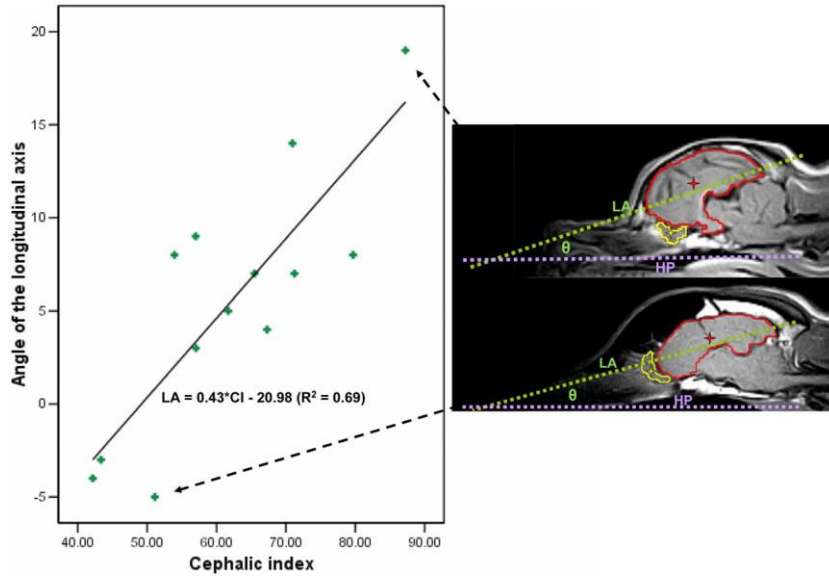 20
15
10
5
0
-5
Angle of the longitudinal axis
LA = 0.43*CI - 20.98 (R² = 0.69)
40.00 50.00 60.00 70.00 80.00 90.00
Cephalic index
LA
θ
HP
LA
θ
HP